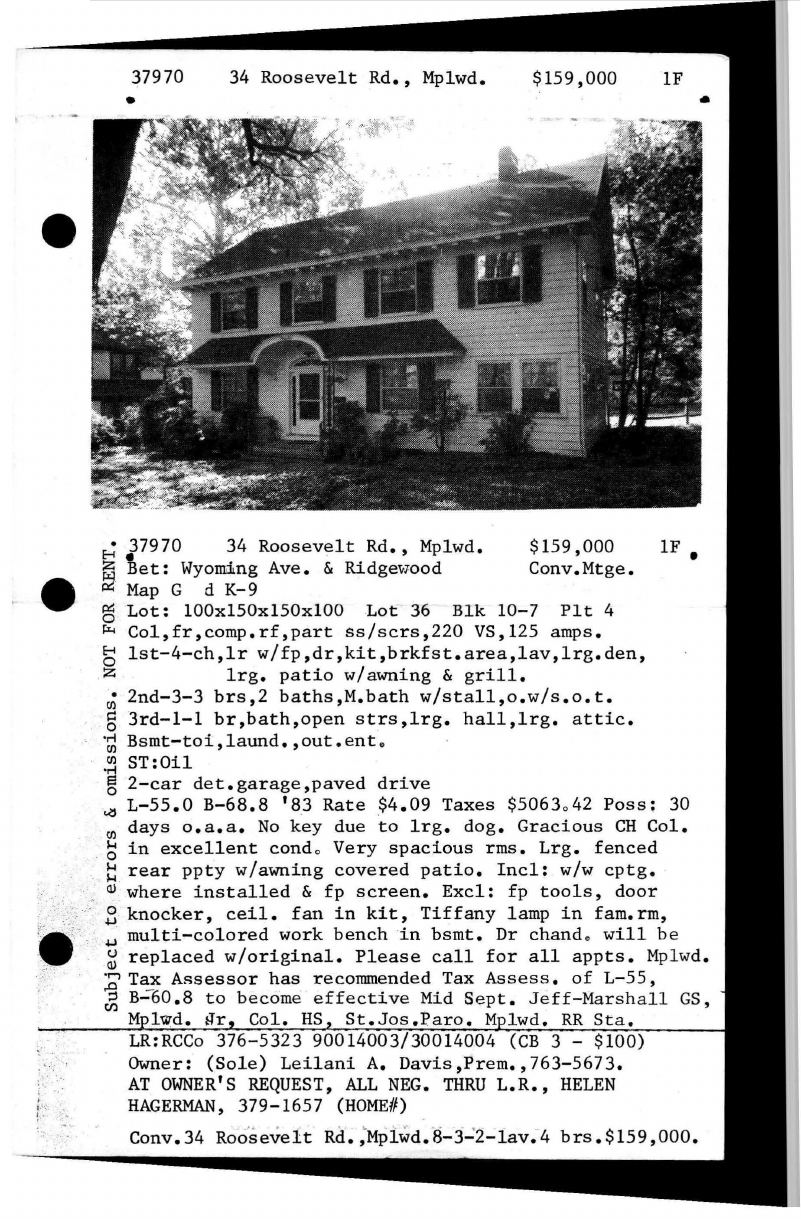 37970 34 Roosevelt Rd., Mplwd. $159,000 1F
37970 34 Roosevelt Rd., Mplwd. $159,000 1F
Bet: Wyoming Ave. & Ridgewood Conv.Mtge.
Map G d K-9
Lot: 100x150x150x100 Lot 36 Blk 10-7 Plt 4
Col,fr,comp.rf,part ss/scrs,220 VS,125 amps.
1st-4-ch,lr w/fp,dr,kit,brkfst.area,lav,lrg.den,
lrg. patio w/awning & grill.
2nd-3-3 brs,2 baths,M.bath w/stall,o.w/s.o.t.
3rd-1-1 br,bath,open strs,lrg. hall,lrg. attic.
Bsmt-toi,laund.,out.ent.
ST:Oil
2-car det.garage,paved drive
L-55.0 B-68.8 '83 Rate $4.09 Taxes $5063.42 Poss: 30
days o.a.a. No key due to lrg. dog. Gracious CH Col.
in excellent cond. Very spacious rms. Lrg. fenced
rear ppty w/awning covered patio. Incl: w/w cptg.
where installed & fp screen. Excl: fp tools, door
knocker, ceil. fan in kit, Tiffany lamp in fam.rm,
multi-colored work bench in bsmt. Dr chand. will be
replaced w/original. Please call for all appts. Mplwd.
Tax Assessor has recommended Tax Assess. of L-55,
B-60.8 to become effective Mid Sept. Jeff-Marshall GS,
Mplwd. Jr, Col. HS, St.Jos.Paro. Mplwd. RR Sta.
LR:RCCo 376-5323 90014003/30014004 (CB 3 - $100)
Owner: (Sole) Leilani A. Davis,Prem.,763-5673.
AT OWNER'S REQUEST, ALL NEG. THRU L.R., HELEN
HAGERMAN, 379-1657 (HOME#)
Conv.34 Roosevelt Rd.,Mplwd.8-3-2-1av.4 brs.$159,000.
Subject to errors & omissions. NOT FOR RENT.